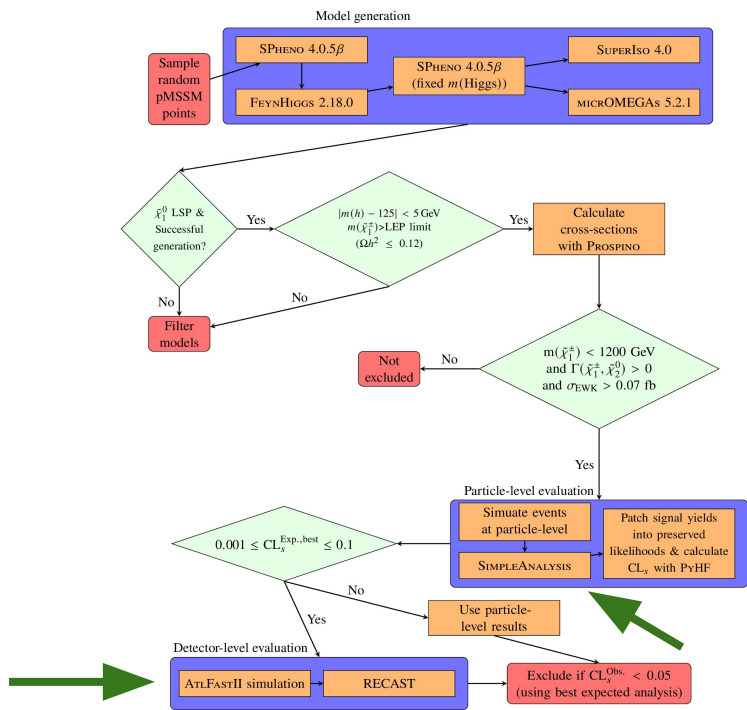 Model generation
Sample
random
pMSSM
points
SPheno 4.0.5β
FeynHiggs 2.18.0
SPheno 4.0.5β
(fixed m(Higgs))
SuperIso 4.0
micrOMEGAs 5.2.1
χ̃₁⁰ LSP &
Successful
generation?
Yes
|m(h) − 125| < 5 GeV
m(χ̃₁±)>LEP limit
(Ωh² ≤ 0.12)
Yes
Calculate
cross-sections
with Prospino
No
No
Filter
models
Not
excluded
No
m(χ̃₁±) < 1200 GeV
and Γ(χ̃₁±, χ̃₂⁰) > 0
and σEWK > 0.07 fb
Yes
Particle-level evaluation
Simuate events
at particle-level
SimpleAnalysis
Patch signal yields
into preserved
likelihoods & calculate
CLₛ with PyHF
0.001 ≤ CLₛ^Exp.,best ≤ 0.1
No
Yes
Use particle-
level results
Detector-level evaluation
AtlFastII simulation
RECAST
Exclude if CLₛ^Obs. < 0.05
(using best expected analysis)